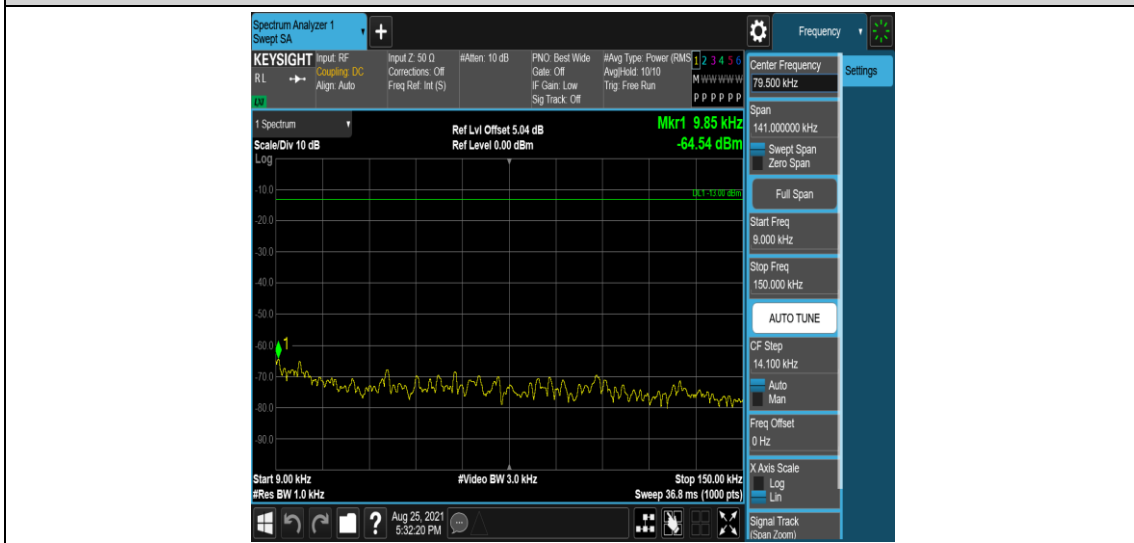 Spectrum Analyzer 1
Swept SA
+
Frequency
KEYSIGHT
RL
LXI
Input: RF
Coupling: DC
Align: Auto
Input Z: 50 Ω
Corrections: Off
Freq Ref: Int (S)
#Atten: 10 dB
PNO: Best Wide
Gate: Off
IF Gain: Low
Sig Track: Off
#Avg Type: Power (RMS
Avg|Hold: 10/10
Trig: Free Run
1 2 3 4 5 6
M W W W W W
P P P P P P
1 Spectrum
Scale/Div 10 dB
Ref Lvl Offset 5.04 dB
Ref Level 0.00 dBm
Mkr1 9.85 kHz
-64.54 dBm
Log
DL1 -13.00 dBm
-10.0
-20.0
-30.0
-40.0
-50.0
-60.0
1
-70.0
-80.0
-90.0
Start 9.00 kHz
#Res BW 1.0 kHz
#Video BW 3.0 kHz
Stop 150.00 kHz
Sweep 36.8 ms (1000 pts)
?
Aug 25, 2021
5:32:20 PM
Center Frequency
79.500 kHz
Settings
Span
141.000000 kHz
Swept Span
Zero Span
Full Span
Start Freq
9.000 kHz
Stop Freq
150.000 kHz
AUTO TUNE
CF Step
14.100 kHz
Auto
Man
Freq Offset
0 Hz
X Axis Scale
Log
Lin
Signal Track
(Span Zoom)